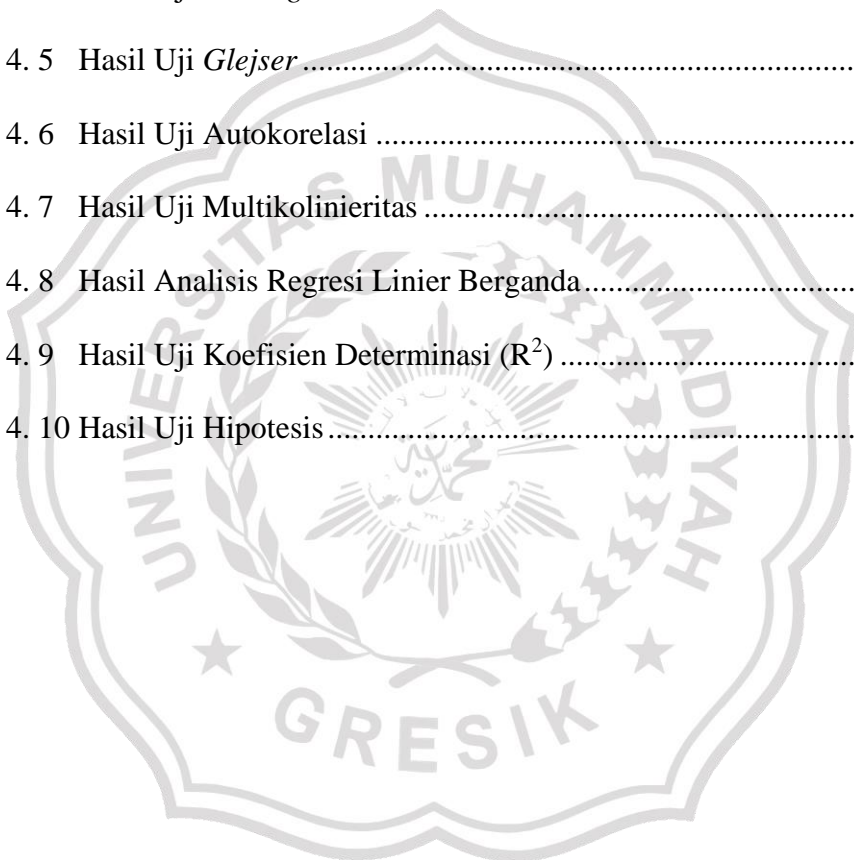 4. 5 Hasil Uji Glejser ........................................................................
4. 6 Hasil Uji Autokorelasi ..............................................................
4. 7 Hasil Uji Multikolinieritas ........................................................
4. 8 Hasil Analisis Regresi Linier Berganda ....................................
4. 9 Hasil Uji Koefisien Determinasi (R²) .......................................
4. 10 Hasil Uji Hipotesis ....................................................................
UNIVERSITAS MUHAMMADIYAH
GRESIK